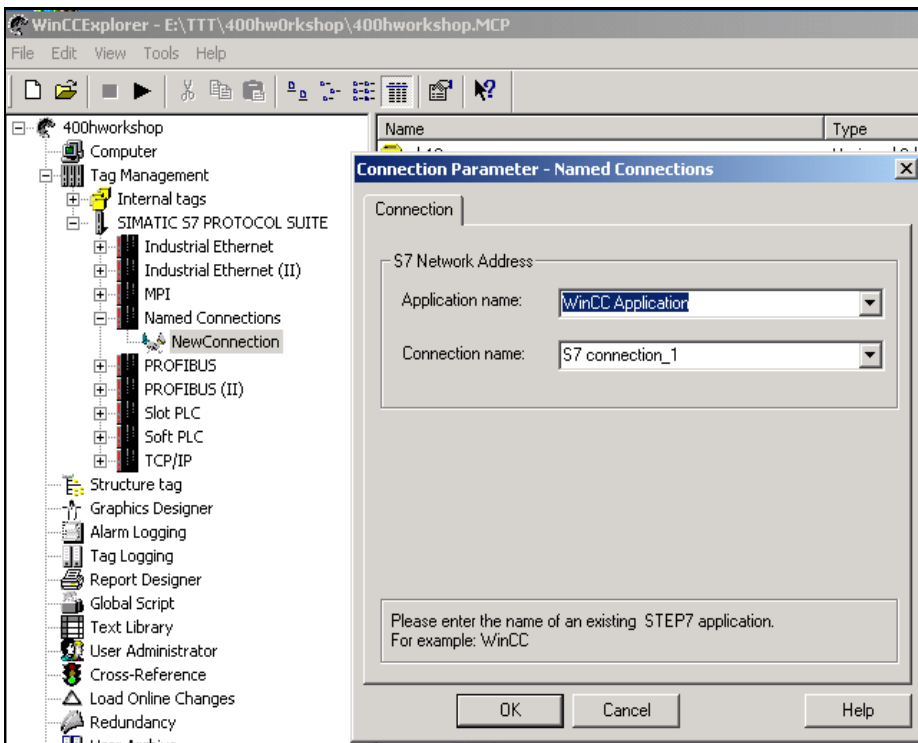 WinCCExplorer - E:\TTT\400hw0rkshop\400hworkshop.MCP
File Edit View Tools Help
400hworkshop
Computer
Tag Management
Internal tags
SIMATIC S7 PROTOCOL SUITE
Industrial Ethernet
Industrial Ethernet (II)
MPI
Named Connections
NewConnection
PROFIBUS
PROFIBUS (II)
Slot PLC
Soft PLC
TCP/IP
Structure tag
Graphics Designer
Alarm Logging
Tag Logging
Report Designer
Global Script
Text Library
User Administrator
Cross-Reference
Load Online Changes
Redundancy
Name Type
Connection Parameter - Named Connections
Connection
S7 Network Address
Application name: WinCC Application
Connection name: S7 connection_1
Please enter the name of an existing STEP7 application.
For example: WinCC
OK Cancel Help